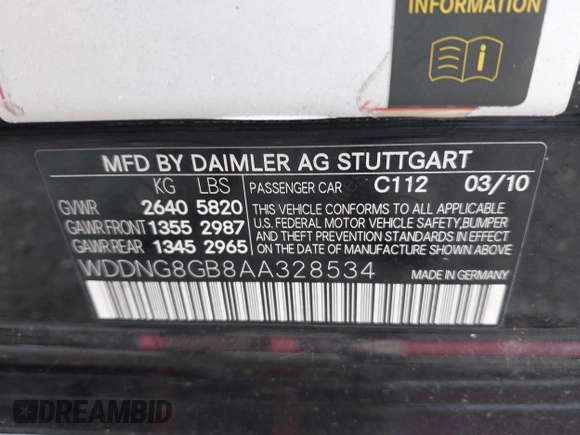 INFORMATION
MFD BY DAIMLER AG STUTTGART
KG LBS PASSENGER CAR C112 03/10
GVWR 2640 5820 THIS VEHICLE CONFORMS TO ALL APPLICABLE
GAWR FRONT 1355 2987 U.S. FEDERAL MOTOR VEHICLE SAFETY, BUMPER
GAWR REAR 1345 2965 AND THEFT PREVENTION STANDARDS IN EFFECT
ON THE DATE OF MANUFACTURE SHOWN ABOVE.
WDDNG8GB8AA328534 MADE IN GERMANY
DREAMBID